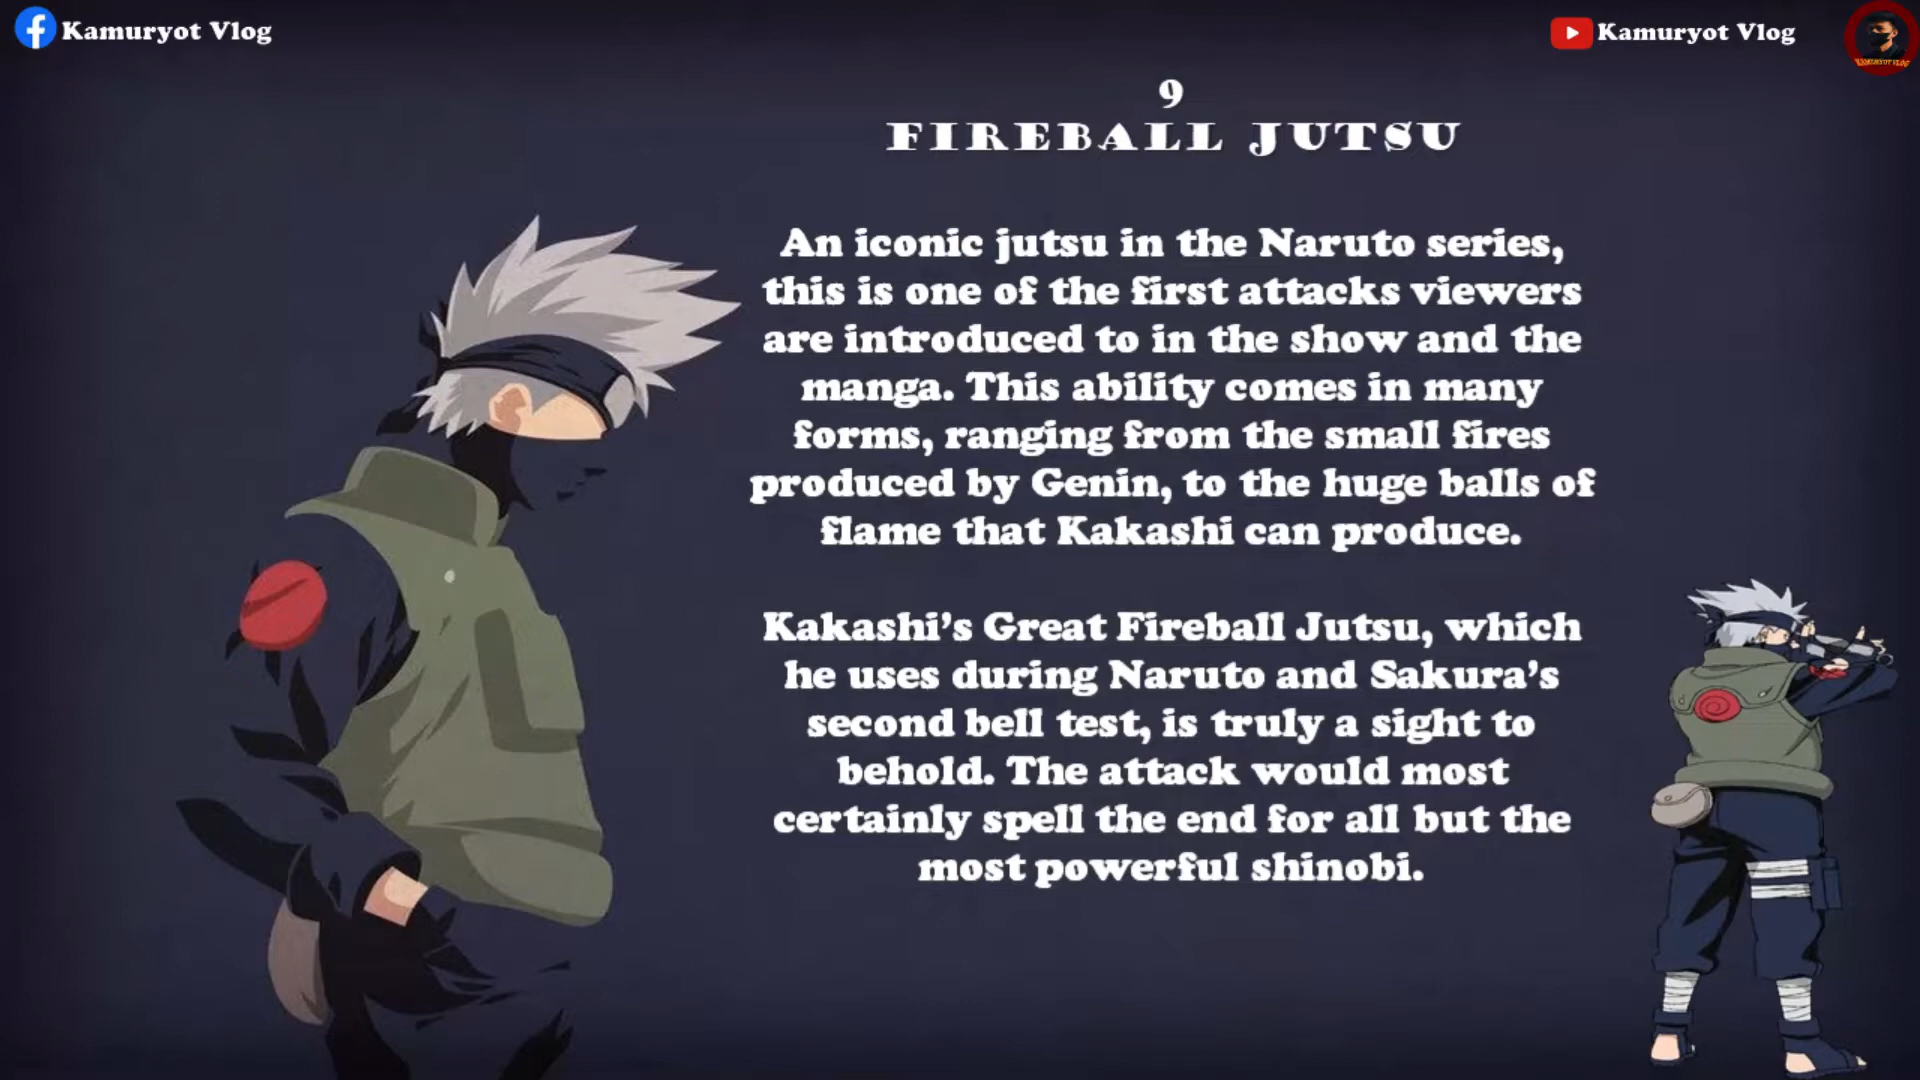 Kamuryot Vlog
Kamuryot Vlog
KAMURYOT VLOG
9
FIREBALL JUTSU
An iconic jutsu in the Naruto series,
this is one of the first attacks viewers
are introduced to in the show and the
manga. This ability comes in many
forms, ranging from the small fires
produced by Genin, to the huge balls of
flame that Kakashi can produce.
Kakashi’s Great Fireball Jutsu, which
he uses during Naruto and Sakura’s
second bell test, is truly a sight to
behold. The attack would most
certainly spell the end for all but the
most powerful shinobi.